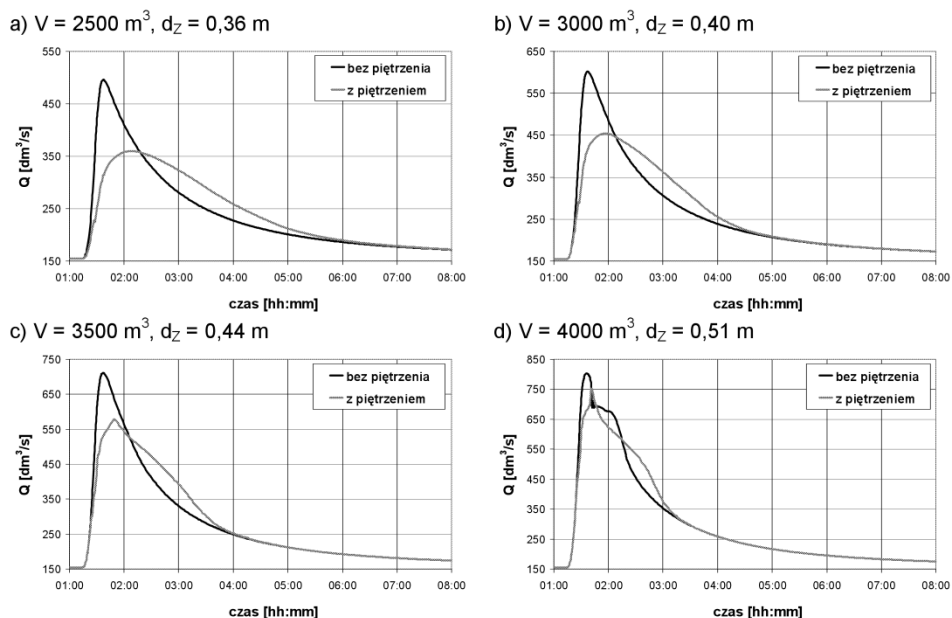 a) V = 2500 m³, dz = 0,36 m
550
450
350
250
150
Q [dm³/s]
bez piętrzenia
z piętrzeniem
01:00 02:00 03:00 04:00 05:00 06:00 07:00 08:00
czas [hh:mm]
b) V = 3000 m³, dz = 0,40 m
650
550
450
350
250
150
Q [dm³/s]
bez piętrzenia
z piętrzeniem
01:00 02:00 03:00 04:00 05:00 06:00 07:00 08:00
czas [hh:mm]
c) V = 3500 m³, dz = 0,44 m
750
650
550
450
350
250
150
Q [dm³/s]
bez piętrzenia
z piętrzeniem
01:00 02:00 03:00 04:00 05:00 06:00 07:00 08:00
czas [hh:mm]
d) V = 4000 m³, dz = 0,51 m
850
750
650
550
450
350
250
150
Q [dm³/s]
bez piętrzenia
z piętrzeniem
01:00 02:00 03:00 04:00 05:00 06:00 07:00 08:00
czas [hh:mm]